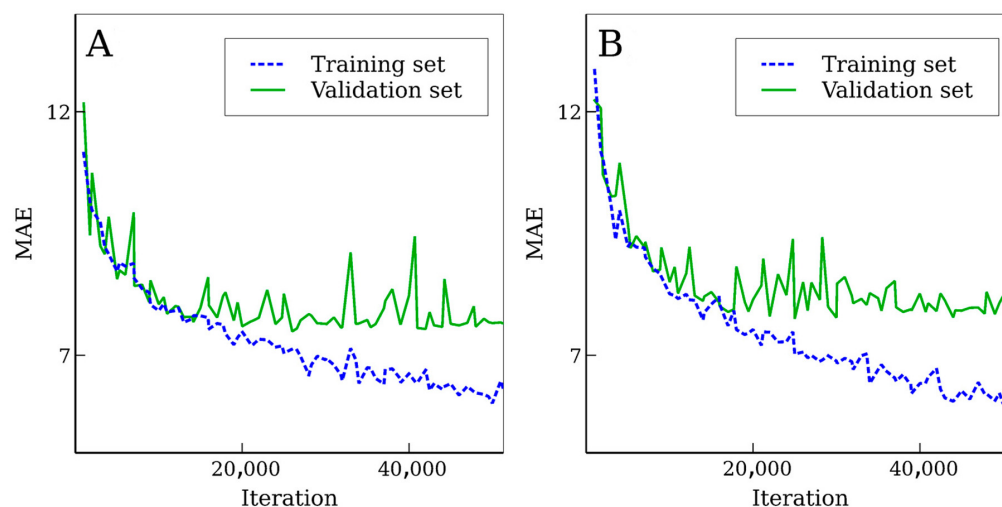 A
Training set
Validation set
12
7
MAE
20,000
40,000
Iteration
B
Training set
Validation set
12
7
MAE
20,000
40,000
Iteration